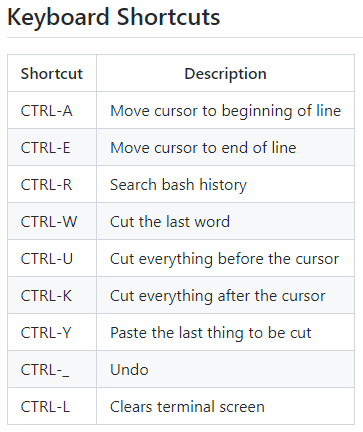 Keyboard Shortcuts
Shortcut Description
CTRL-A Move cursor to beginning of line
CTRL-E Move cursor to end of line
CTRL-R Search bash history
CTRL-W Cut the last word
CTRL-U Cut everything before the cursor
CTRL-K Cut everything after the cursor
CTRL-Y Paste the last thing to be cut
CTRL-_ Undo
CTRL-L Clears terminal screen